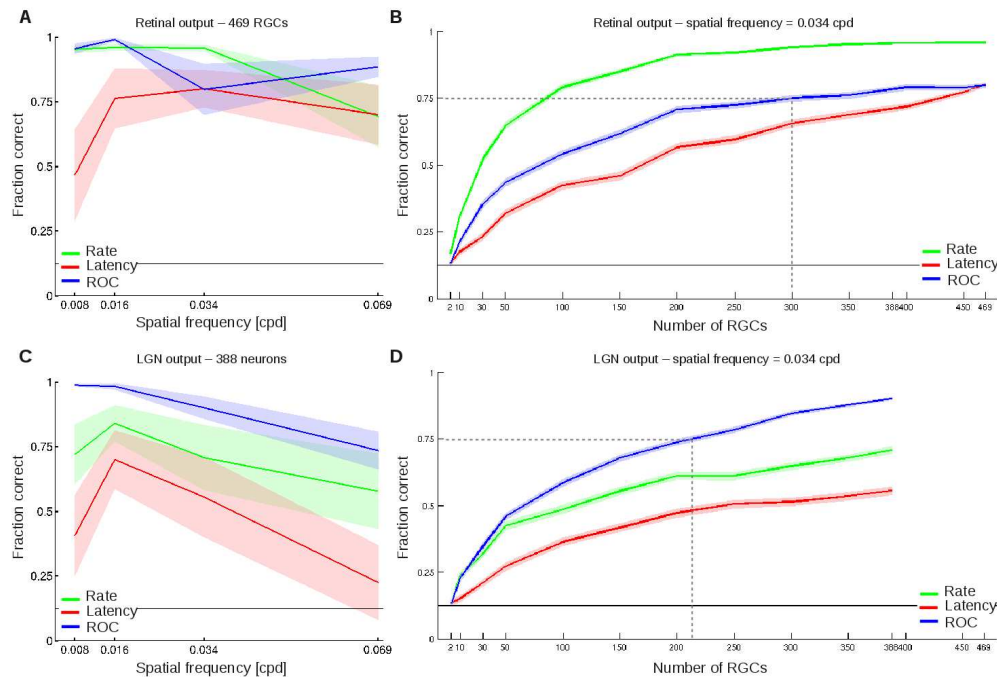 A
Retinal output – 469 RGCs
Fraction correct
1
0.75
0.5
0.25
0
Rate
Latency
ROC
0.008 0.016 0.034 0.069
Spatial frequency [cpd]
B
Retinal output – spatial frequency = 0.034 cpd
Fraction correct
1
0.75
0.5
0.25
0
Rate
Latency
ROC
2 10 30 50 100 150 200 250 300 350 388400 450 469
Number of RGCs
C
LGN output – 388 neurons
Fraction correct
1
0.75
0.5
0.25
0
Rate
Latency
ROC
0.008 0.016 0.034 0.069
Spatial frequency [cpd]
D
LGN output – spatial frequency = 0.034 cpd
Fraction correct
1
0.75
0.5
0.25
0
Rate
Latency
ROC
2 10 30 50 100 150 200 250 300 350 388400 450 469
Number of RGCs